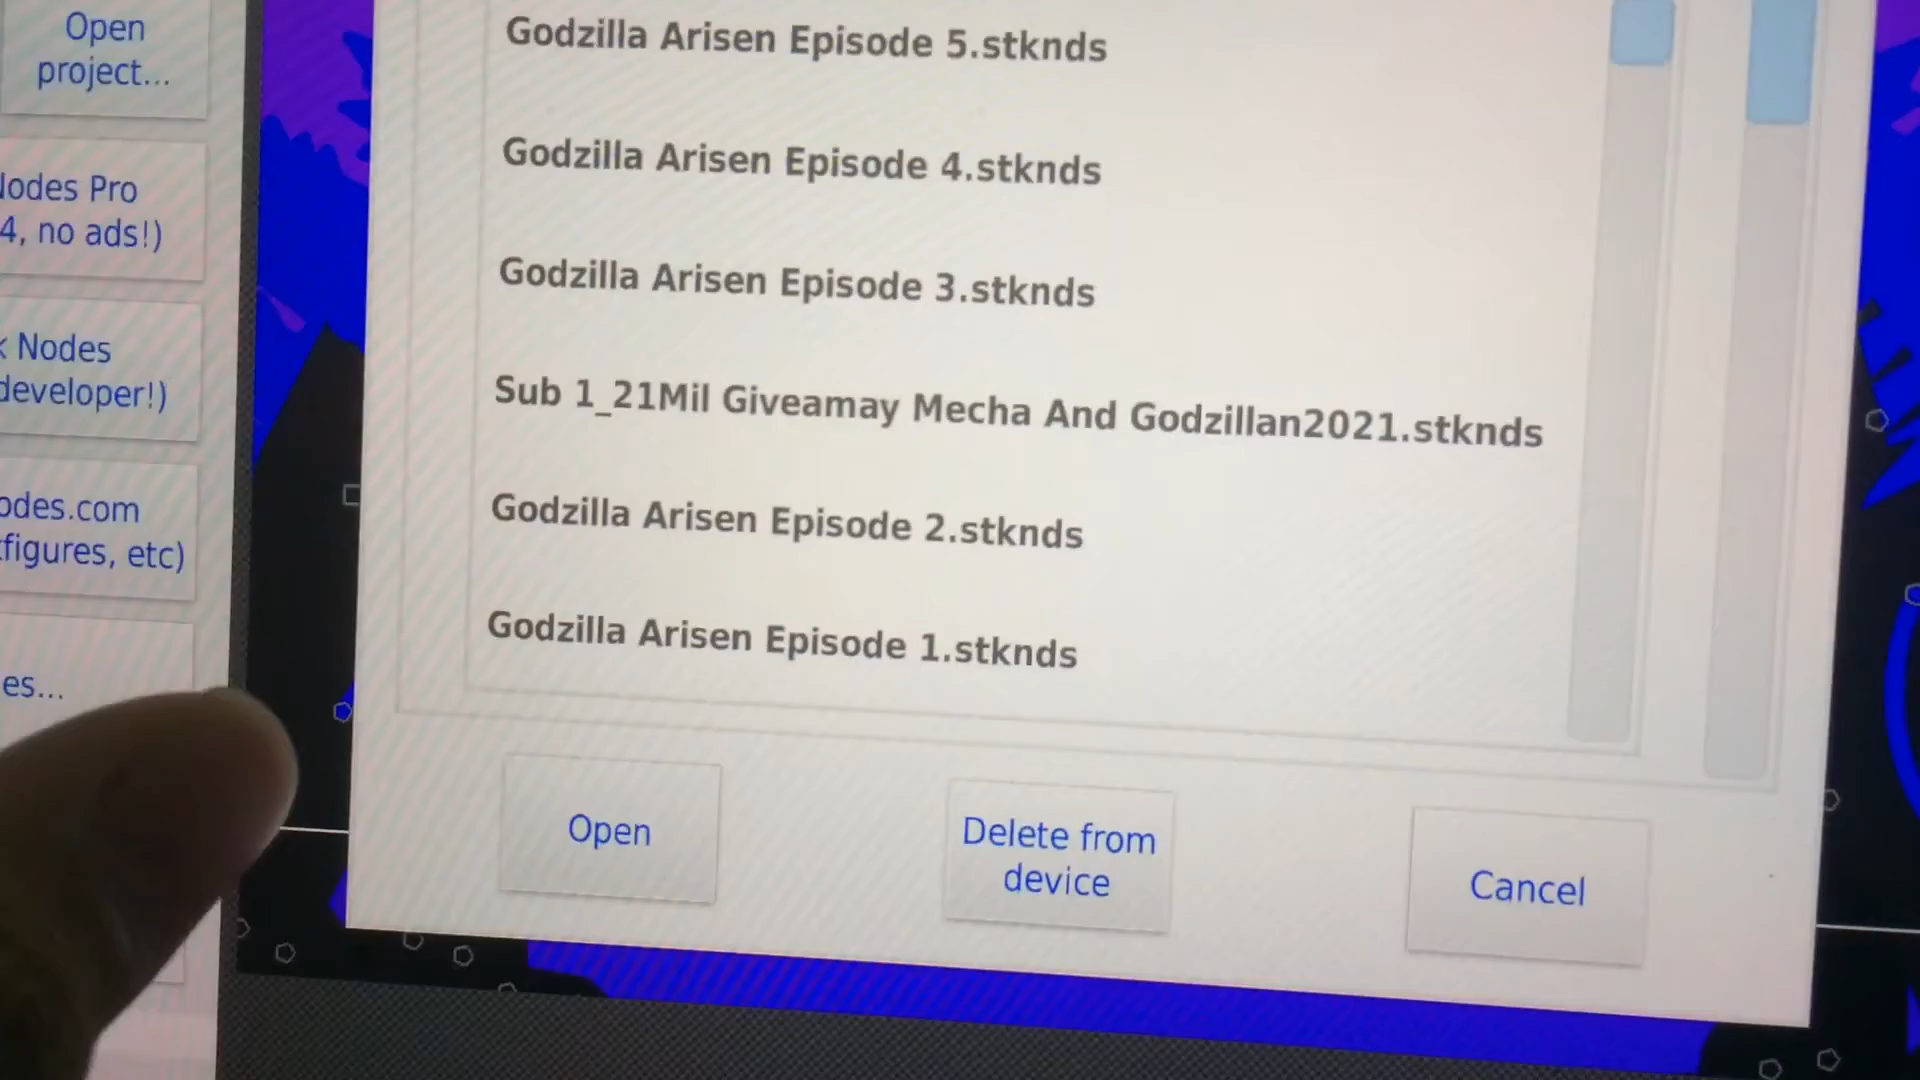 Open
project...
Nodes Pro
4, no ads!)
Nodes
developer!)
odes.com
figures, etc)
es...
Godzilla Arisen Episode 5.stknds
Godzilla Arisen Episode 4.stknds
Godzilla Arisen Episode 3.stknds
Sub 1_21Mil Giveamay Mecha And Godzillan2021.stknds
Godzilla Arisen Episode 2.stknds
Godzilla Arisen Episode 1.stknds
Open
Delete from
device
Cancel